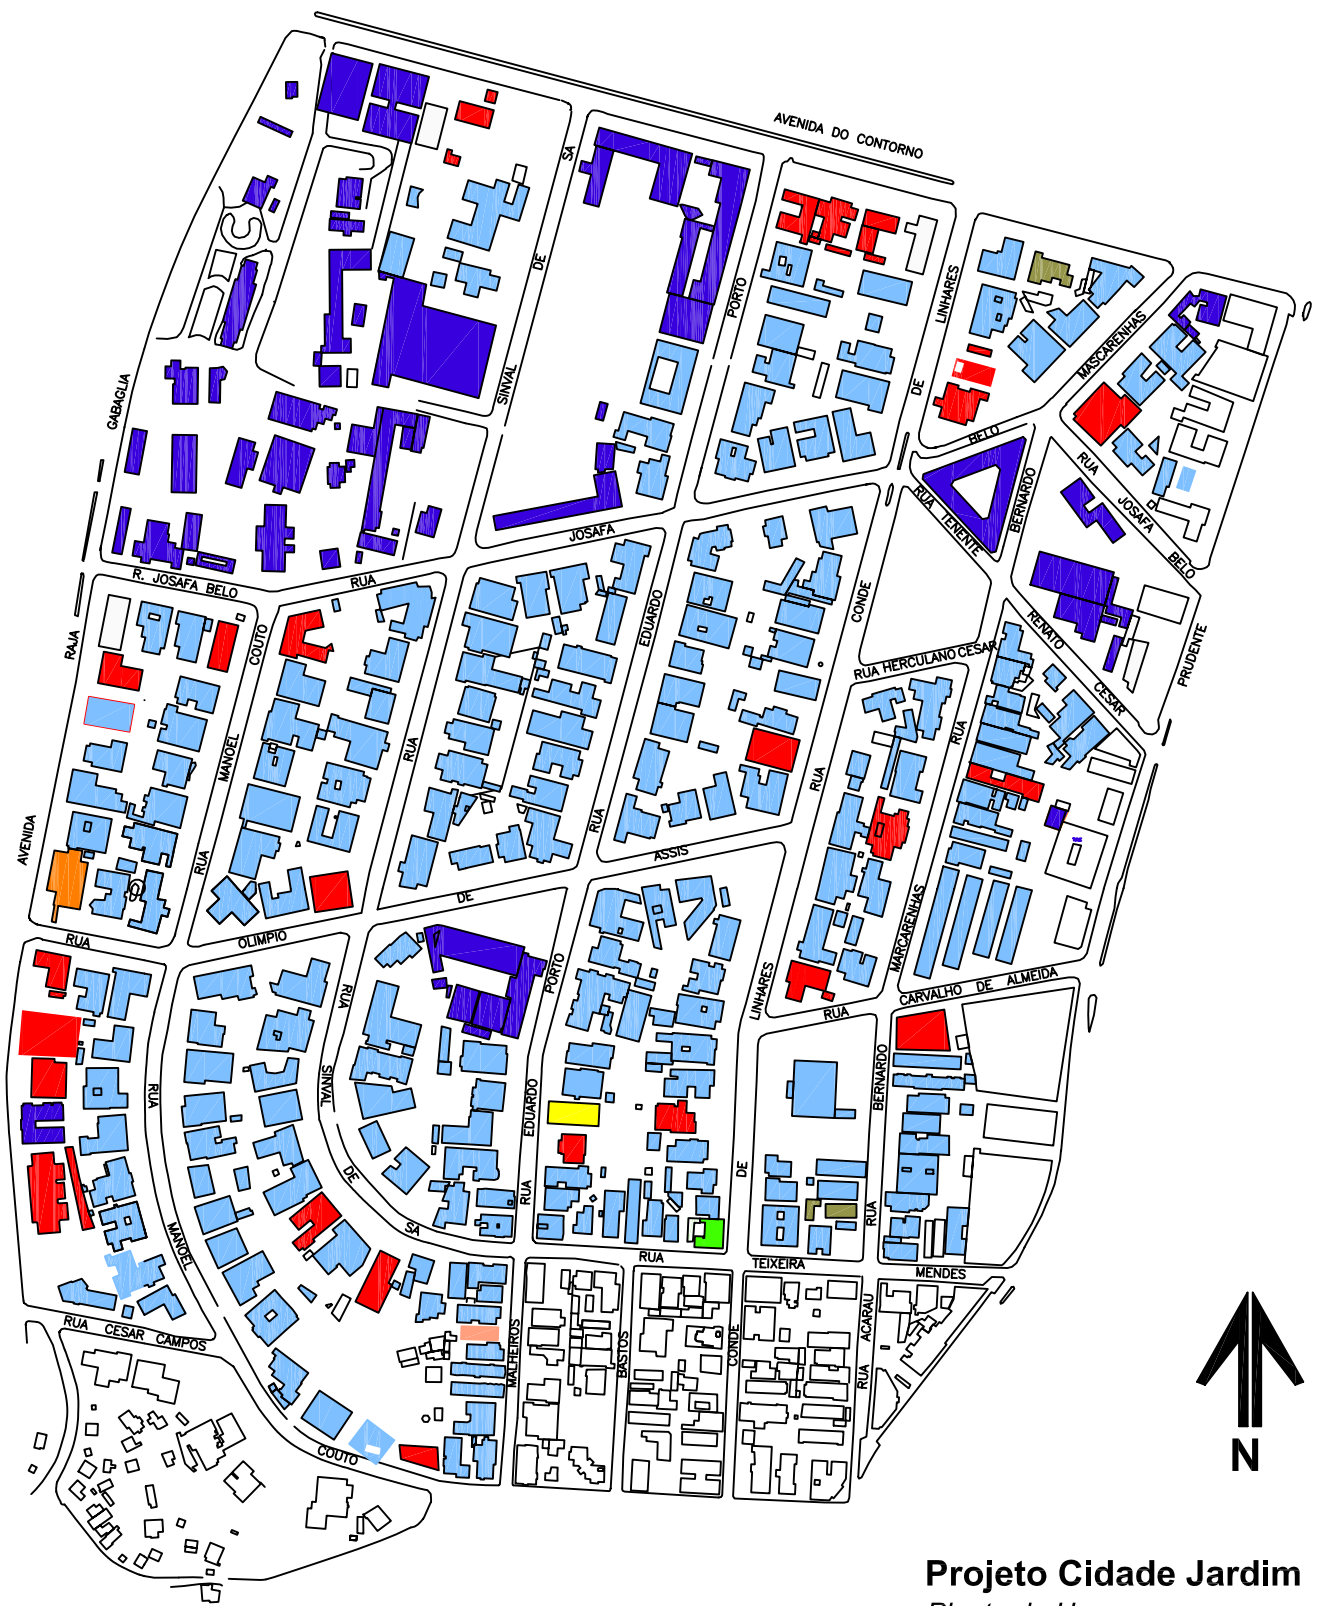 AVENIDA DO CONTORNO
SA
DE
SINVAL
PORTO
LINHARES
DE
MASCARENHAS
GABAGLIA
BELO
BERNARDO
RUA TENENTE
RUA
JOSAFA
BELO
JOSAFA
R. JOSAFA BELO
RUA
COUTO
EDUARDO
CONDE
RENATO
CESAR
PRUDENTE
RAJA
RUA HERCULANO CESAR
MANOEL
RUA
RUA
RUA
AVENIDA
RUA
RUA
ASSIS
DE
RUA
OLIMPIO
MARCARENHAS
CARVALHO DE ALMEIDA
RUA
PORTO
LINHARES
RUA
SINVAL
DE
SA
RUA
MANOEL
EDUARDO
RUA
DE
BERNARDO
RUA
RUA
TEIXEIRA
MENDES
RUA CESAR CAMPOS
MALHEIROS
BASTOS
CONDE
RUA ACARAU
COUTO
N
Projeto Cidade Jardim